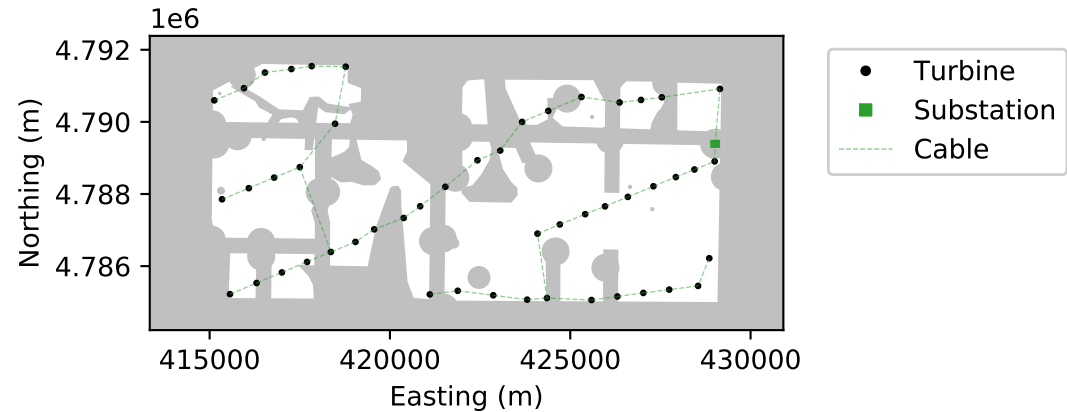 1e6
4.792
4.790
4.788
4.786
Northing (m)
415000 420000 425000 430000
Easting (m)
Turbine
Substation
Cable